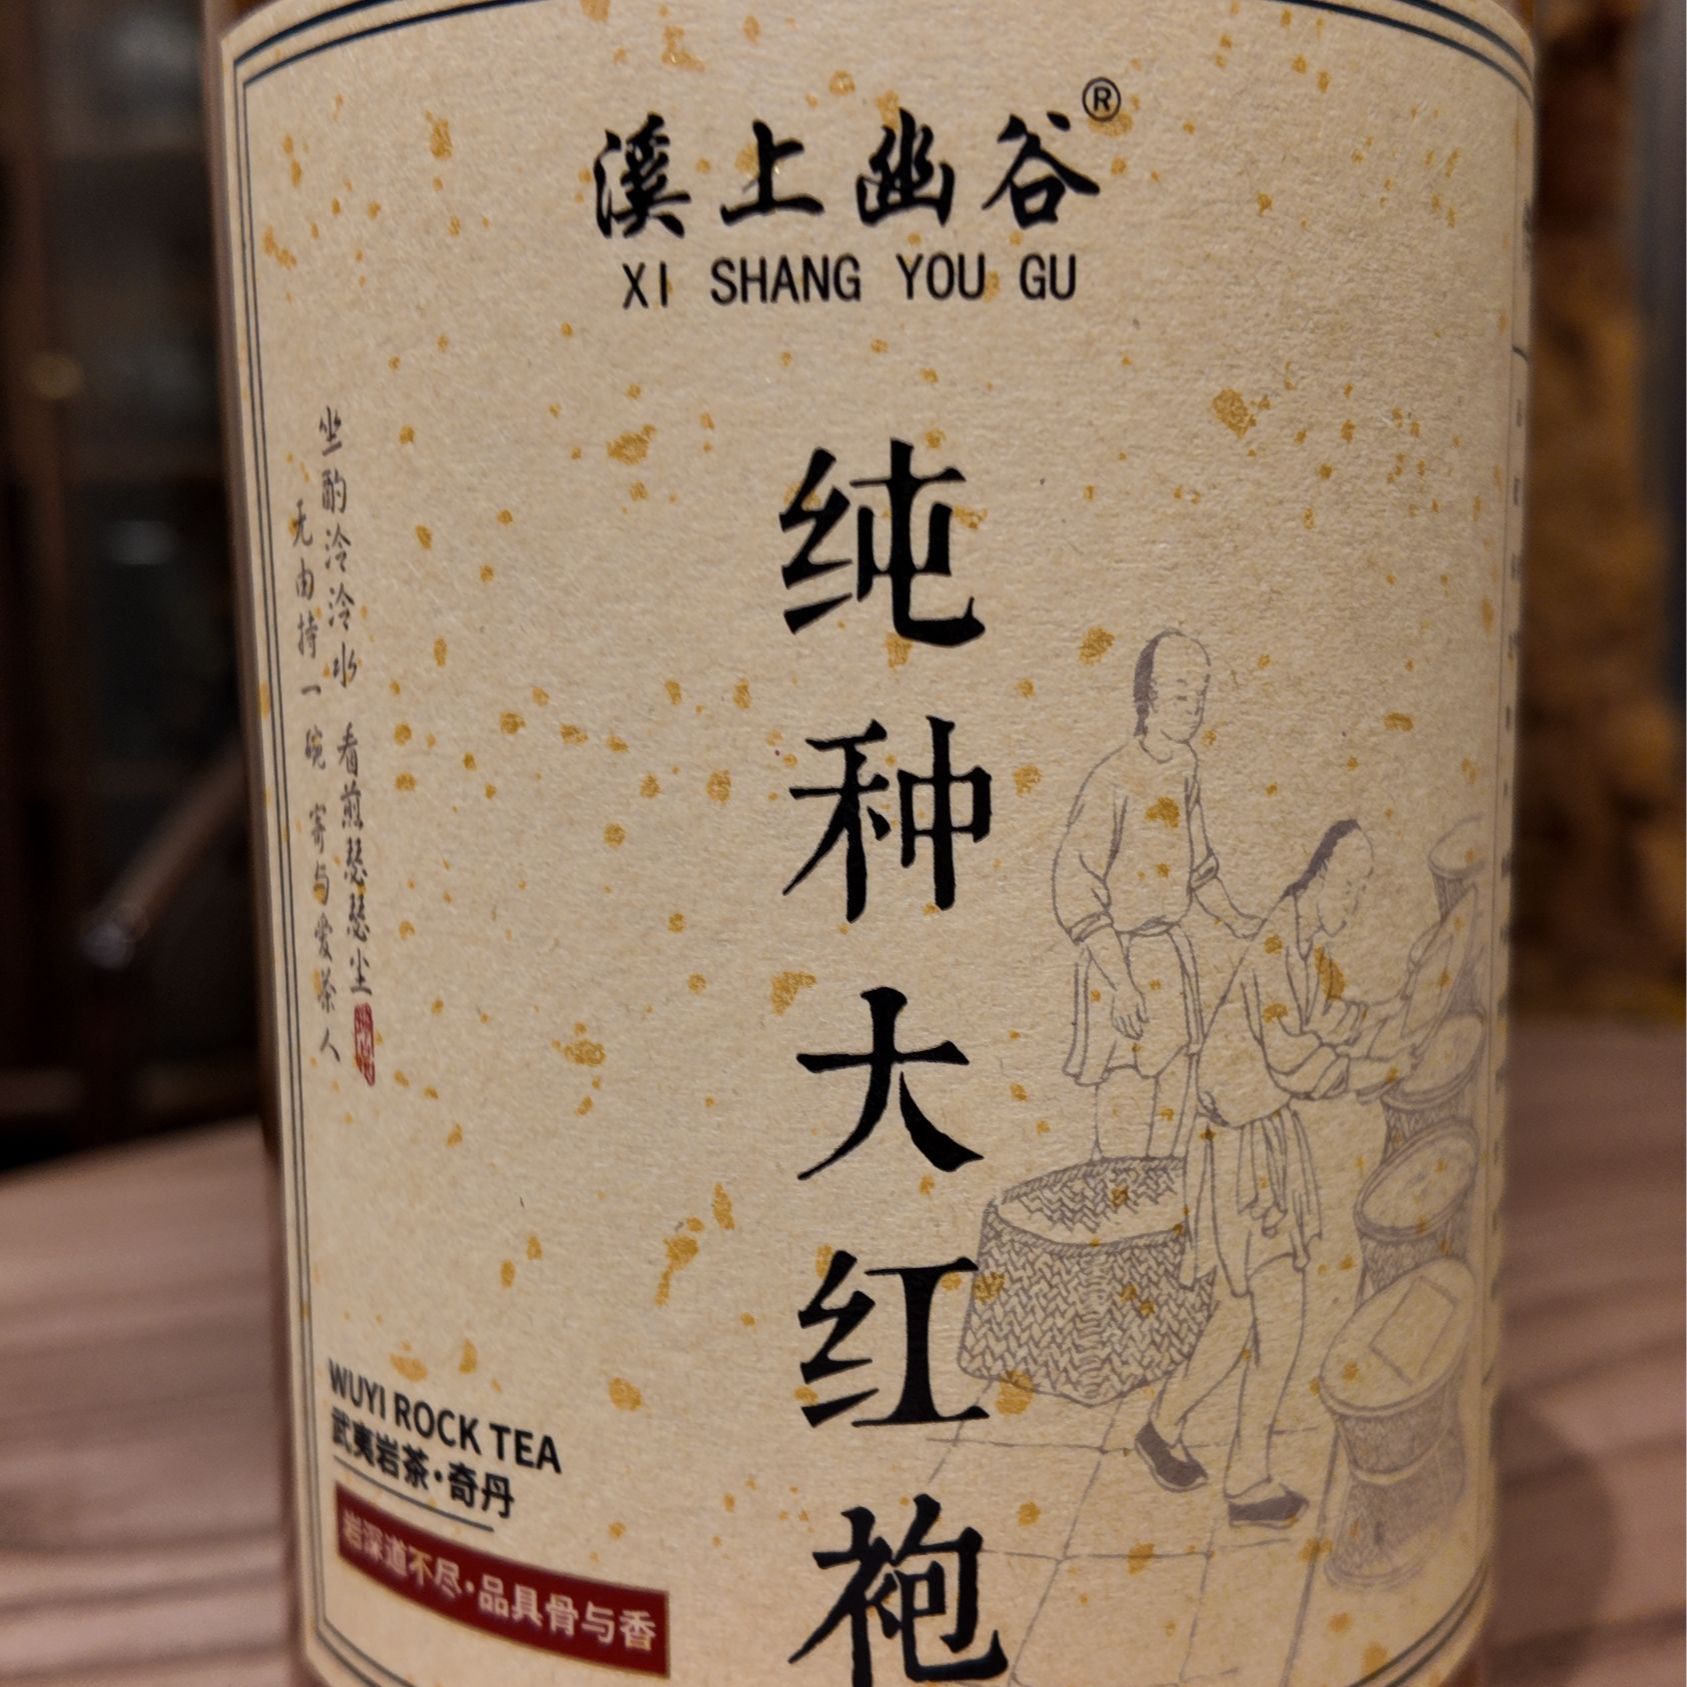 溪上幽谷®
XI SHANG YOU GU
纯种大红袍
坐酌泠泠水 看煎瑟瑟尘
无由持一碗 寄与爱茶人
WUYI ROCK TEA
武夷岩茶·奇丹
岩深道不尽·品具骨与香